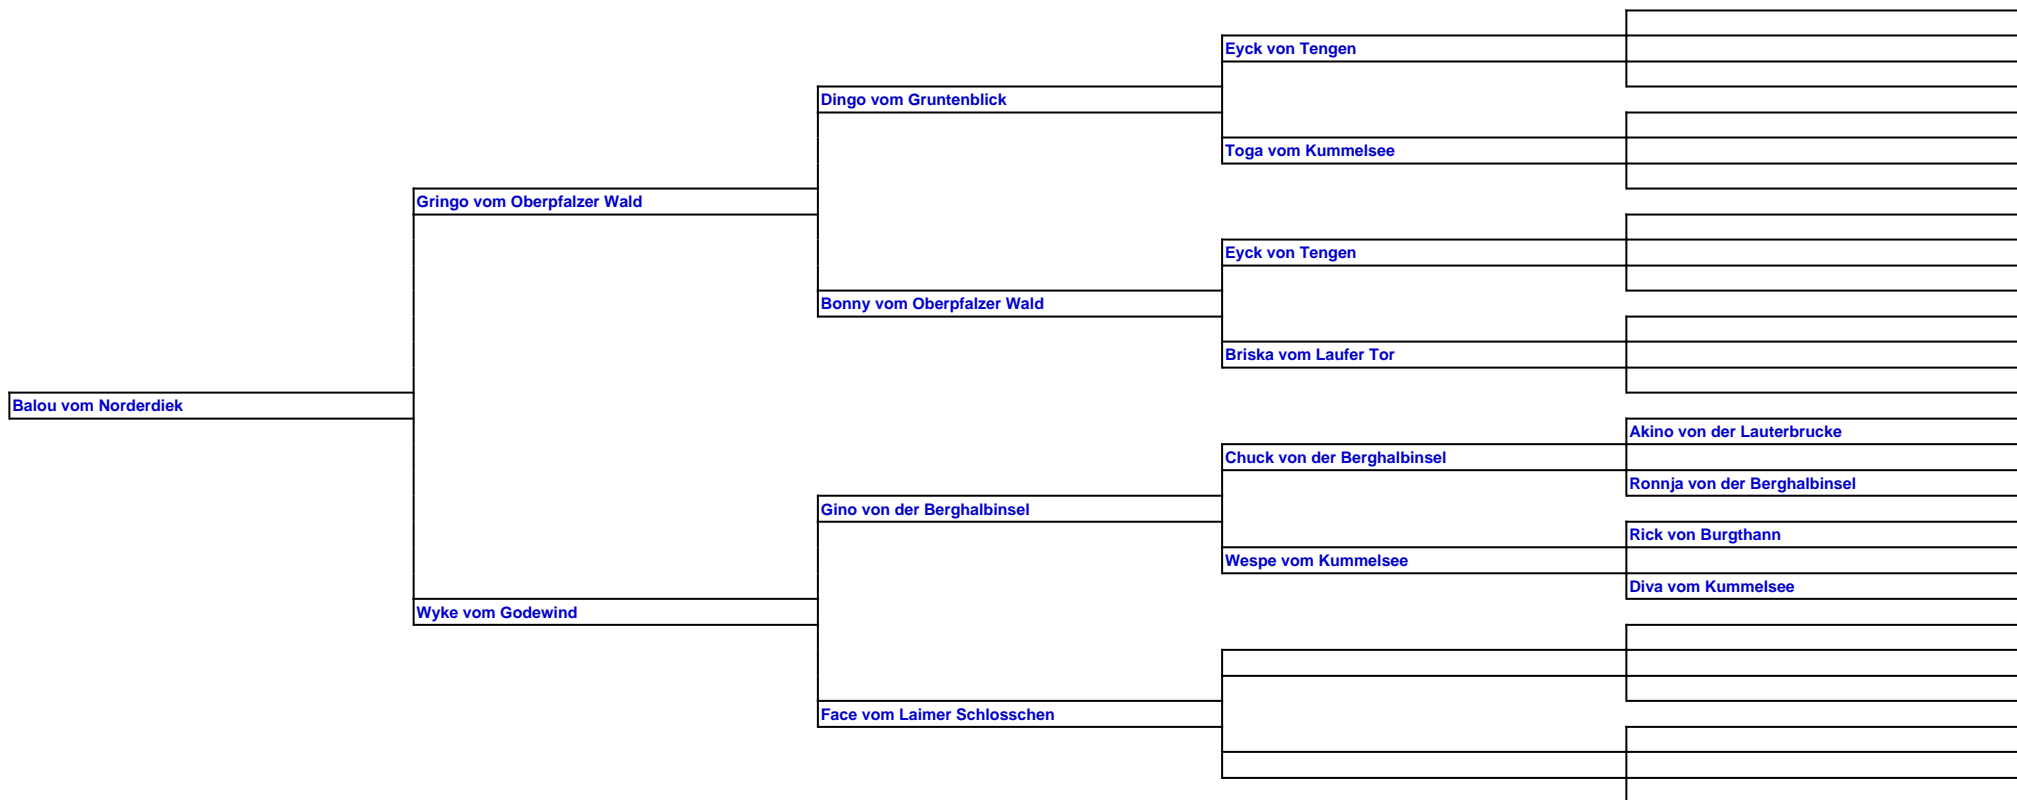 Eyck von Tengen
Dingo vom Gruntenblick
Toga vom Kummelsee
Gringo vom Oberpfalzer Wald
Eyck von Tengen
Bonny vom Oberpfalzer Wald
Briska vom Laufer Tor
Balou vom Norderdiek
Akino von der Lauterbrucke
Chuck von der Berghalbinsel
Ronnja von der Berghalbinsel
Gino von der Berghalbinsel
Rick von Burgthann
Wespe vom Kummelsee
Diva vom Kummelsee
Wyke vom Godewind
Face vom Laimer Schlosschen